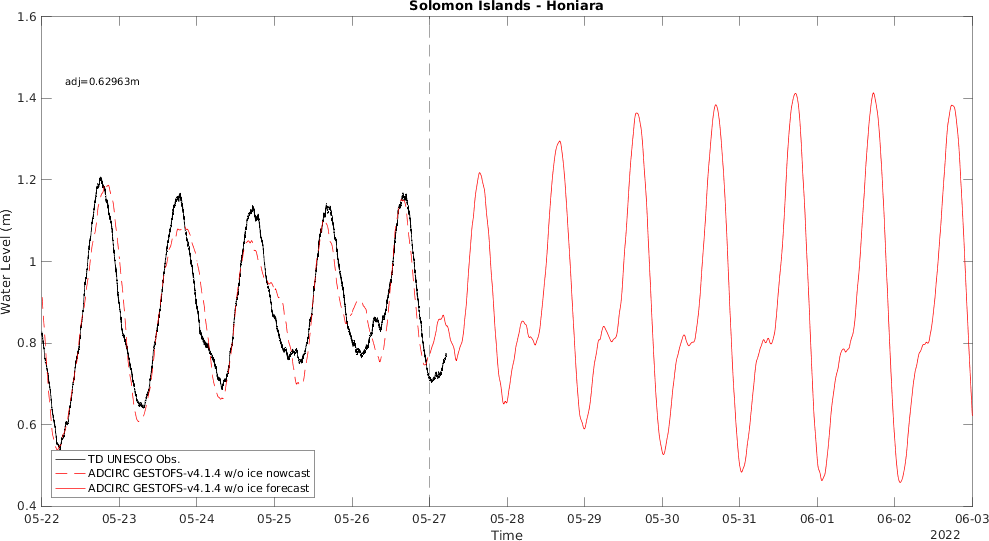 Solomon Islands - Honiara
1.6
1.4
1.2
1
0.8
0.6
0.4
Water Level (m)
adj=0.62963m
TD UNESCO Obs.
ADCIRC GESTOFS-v4.1.4 w/o ice nowcast
ADCIRC GESTOFS-v4.1.4 w/o ice forecast
05-22 05-23 05-24 05-25 05-26 05-27 05-28 05-29 05-30 05-31 06-01 06-02 06-03
Time
2022